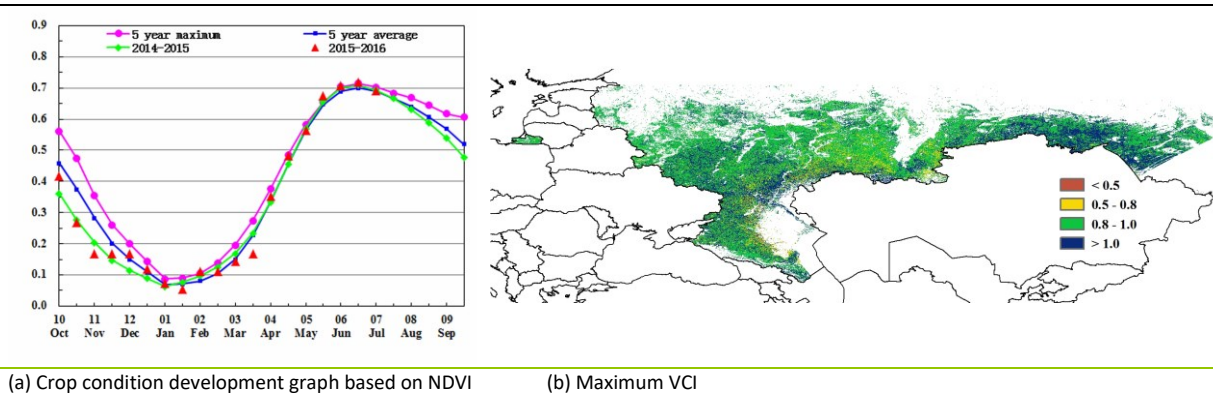 0.9
0.8
0.7
0.6
0.5
0.4
0.3
0.2
0.1
0.0
5 year maximum 5 year average
2014-2015 2015-2016
10 11 12 01 02 03 04 05 06 07 08 09
Oct Nov Dec Jan Feb Mar Apr May Jun Jul Aug Sep
< 0.5
0.5 - 0.8
0.8 - 1.0
> 1.0
(a) Crop condition development graph based on NDVI (b) Maximum VCI